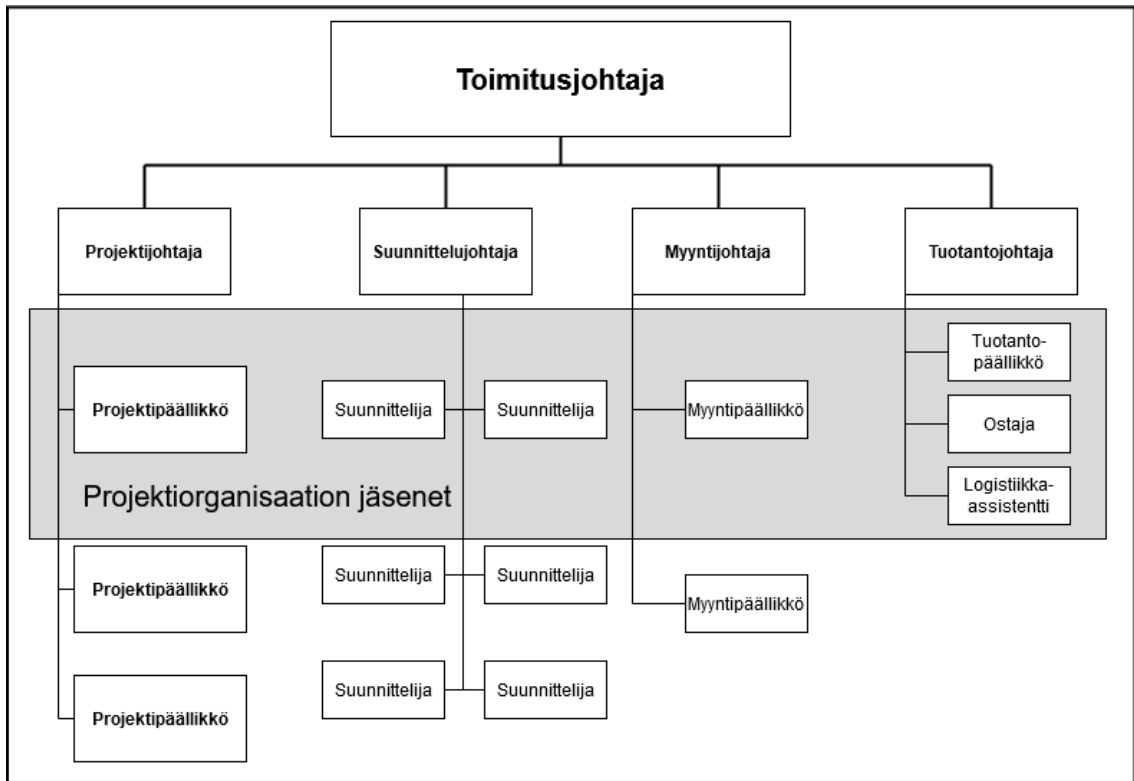 Toimitusjohtaja
Projektijohtaja
Suunnittelujohtaja
Myyntijohtaja
Tuotantojohtaja
Tuotanto-
päällikkö
Projektipäällikkö
Suunnittelija
Suunnittelija
Myyntipäällikkö
Ostaja
Projektiorganisaation jäsenet
Logistiikka-
assistentti
Projektipäällikkö
Suunnittelija
Suunnittelija
Myyntipäällikkö
Projektipäällikkö
Suunnittelija
Suunnittelija